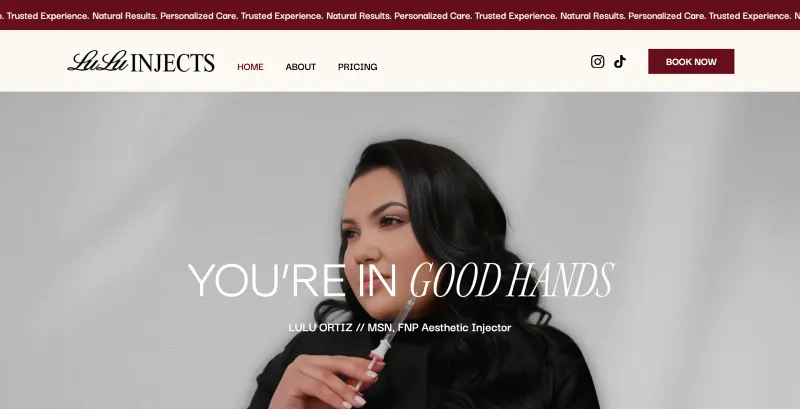 . Trusted Experience. Natural Results. Personalized Care. Trusted Experience. Natural Results. Personalized Care. Trusted Experience. Natural Results. Personalized Care. Trusted Experience.
LuLu INJECTS
HOME
ABOUT
PRICING
BOOK NOW
YOU'RE IN GOOD HANDS
LULU ORTIZ // MSN, FNP Aesthetic Injector